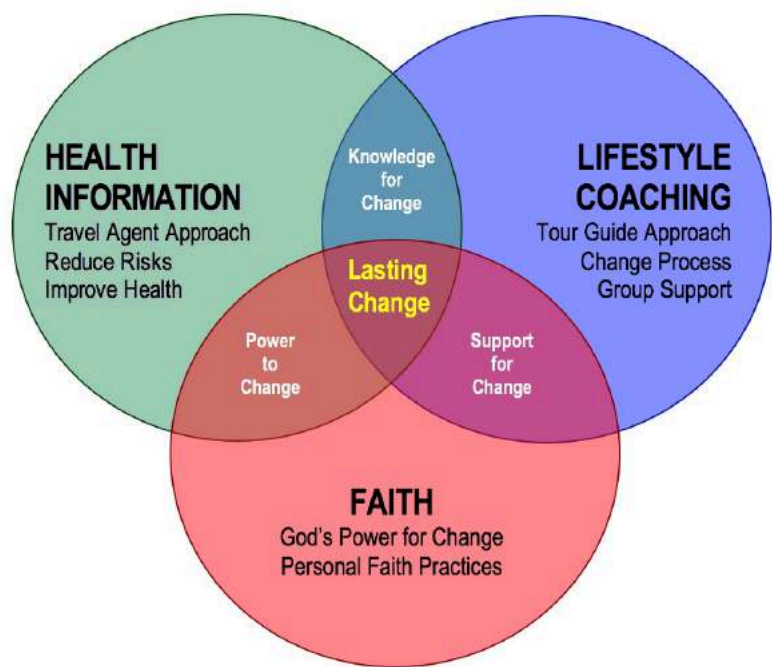 HEALTH
INFORMATION
Travel Agent Approach
Reduce Risks
Improve Health
Knowledge
for
Change
LIFESTYLE
COACHING
Tour Guide Approach
Change Process
Group Support
Lasting
Change
Power
to
Change
Support
for
Change
FAITH
God's Power for Change
Personal Faith Practices